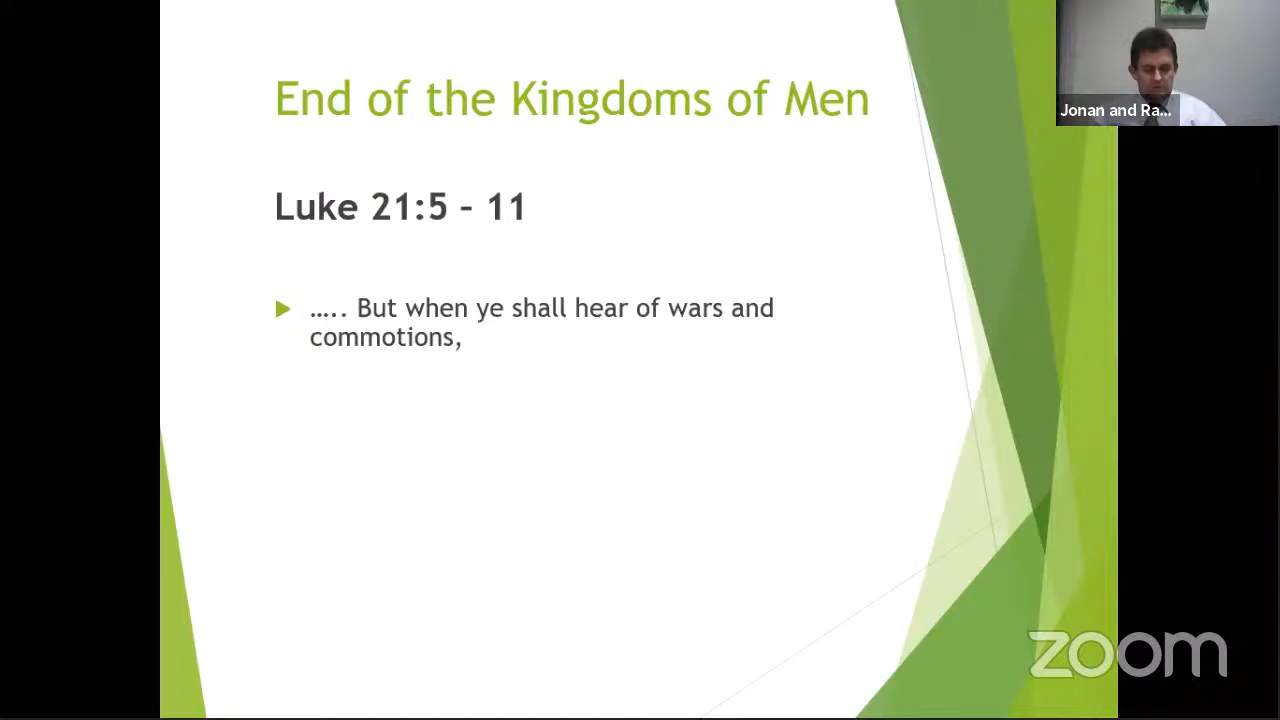 End of the Kingdoms of Men
Jonan and Ra...
Luke 21:5 – 11
….. But when ye shall hear of wars and
commotions,
zoom